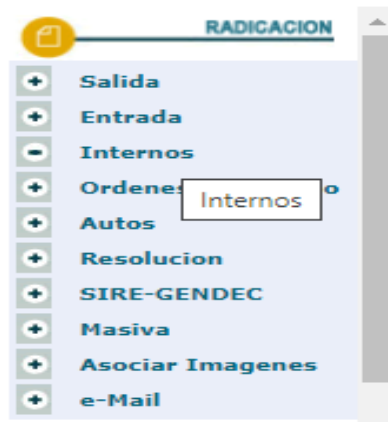 RADICACION
Salida
Entrada
Internos
Ordenes o
Internos
Autos
Resolucion
SIRE-GENDEC
Masiva
Asociar Imagenes
e-Mail